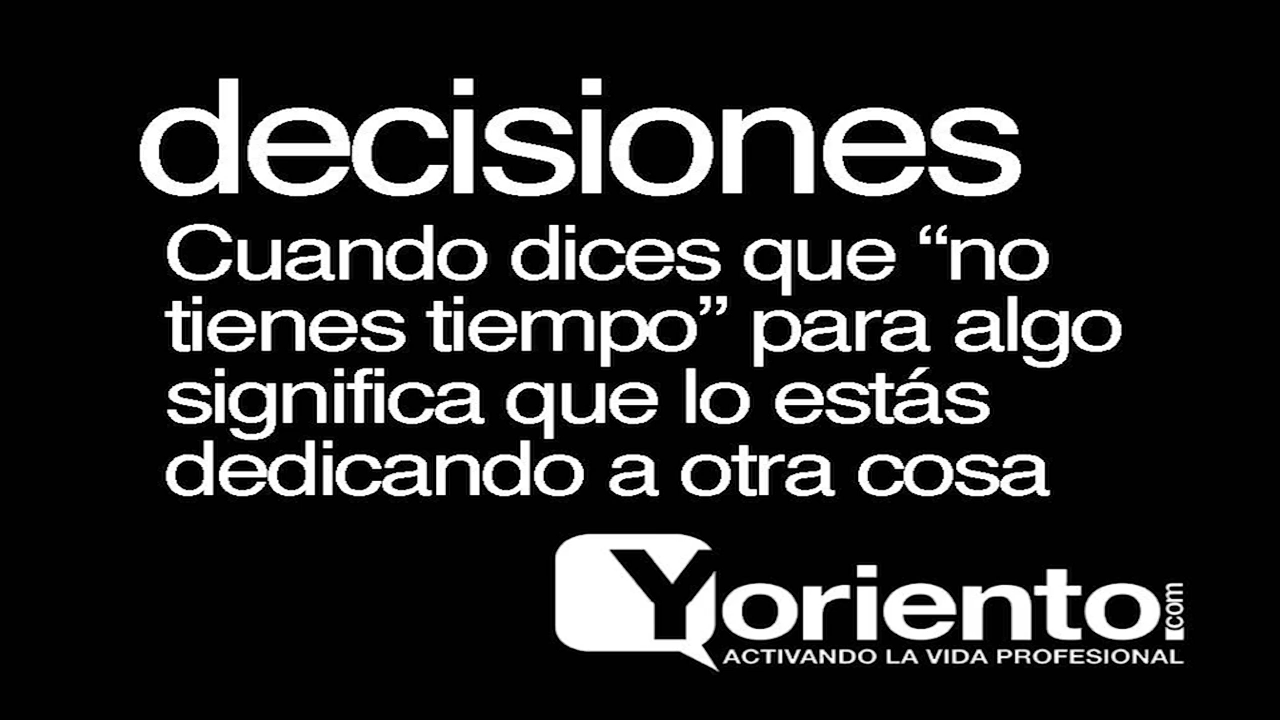 decisiones
Cuando dices que “no
tienes tiempo” para algo
significa que lo estás
dedicando a otra cosa
Yoriento.com
ACTIVANDO LA VIDA PROFESIONAL